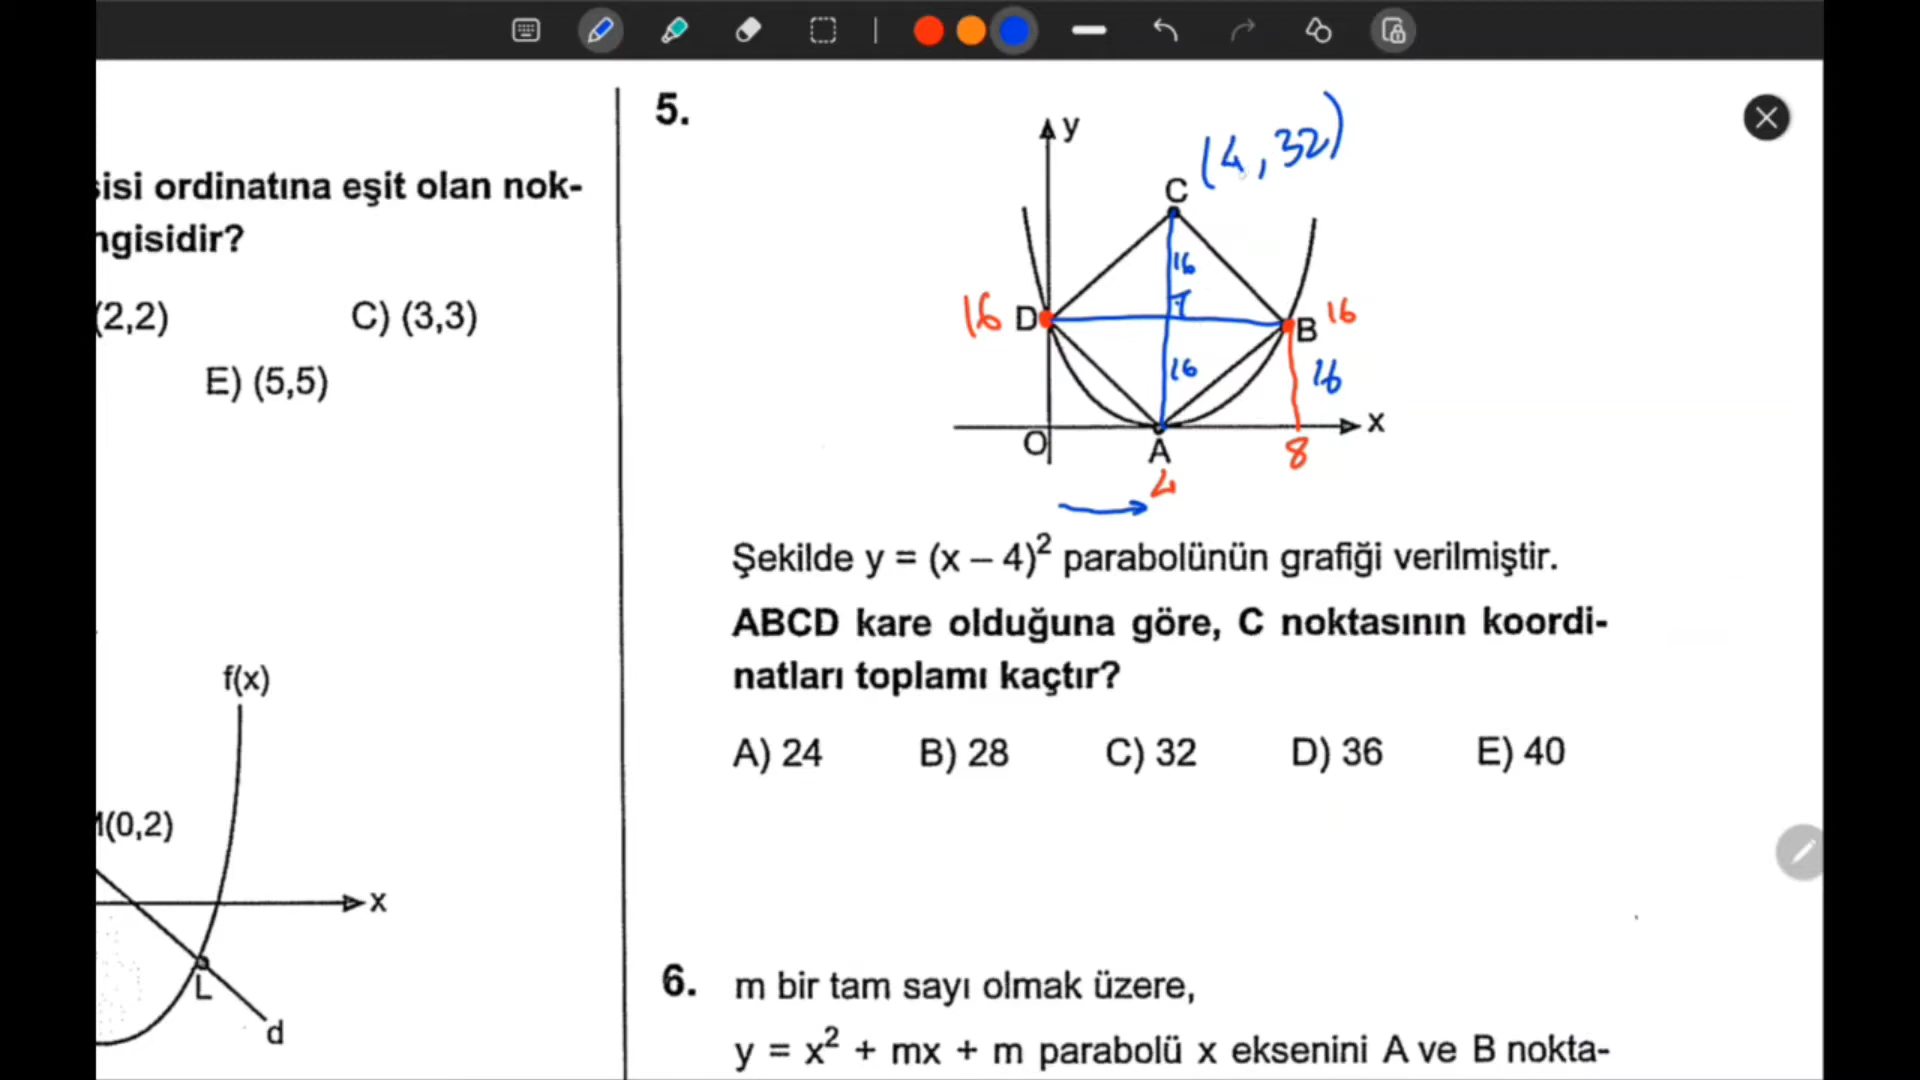 isi ordinatına eşit olan nok-
ngisidir?
(2,2)
C) (3,3)
E) (5,5)
f(x)
(0,2)
x
L
d
5.
y
(4,32)
C
16
16
D
B
16
16
16
x
O
A
4
8
Şekilde y = (x – 4)² parabolünün grafiği verilmiştir.
ABCD kare olduğuna göre, C noktasının koordi-
natları toplamı kaçtır?
A) 24
B) 28
C) 32
D) 36
E) 40
6.
m bir tam sayı olmak üzere,
y = x² + mx + m parabolü x eksenini A ve B nokta-